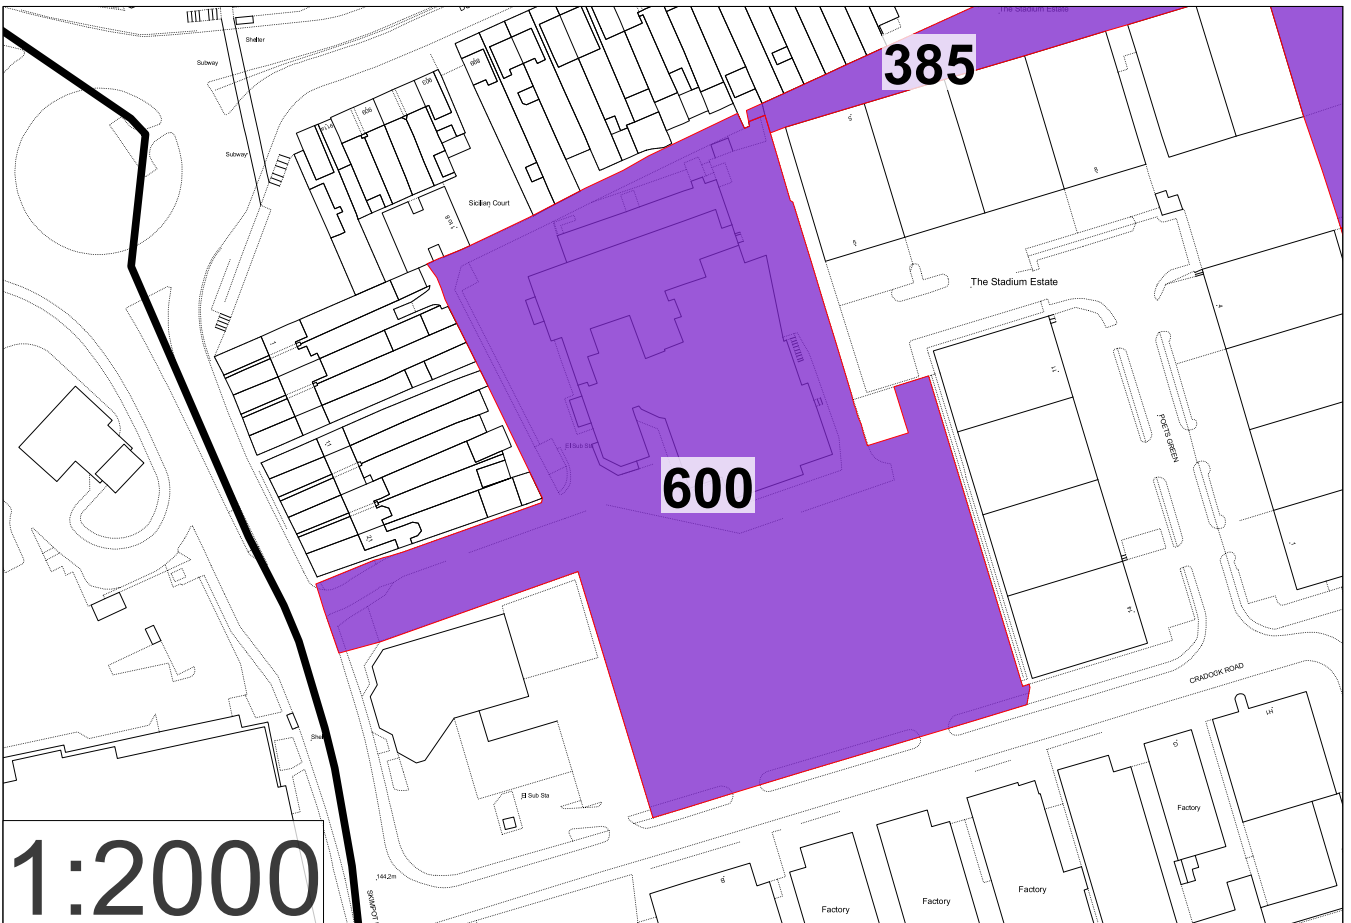 The Stadium Estate
385
Shelter
Subway
Subway
Sicilian Court
The Stadium Estate
El Sub Sta
600
POETS GREEN
CRADOCK ROAD
El Sub Sta
144.2m
SKIMPOT
Factory
Factory
Factory
Factory
1:2000